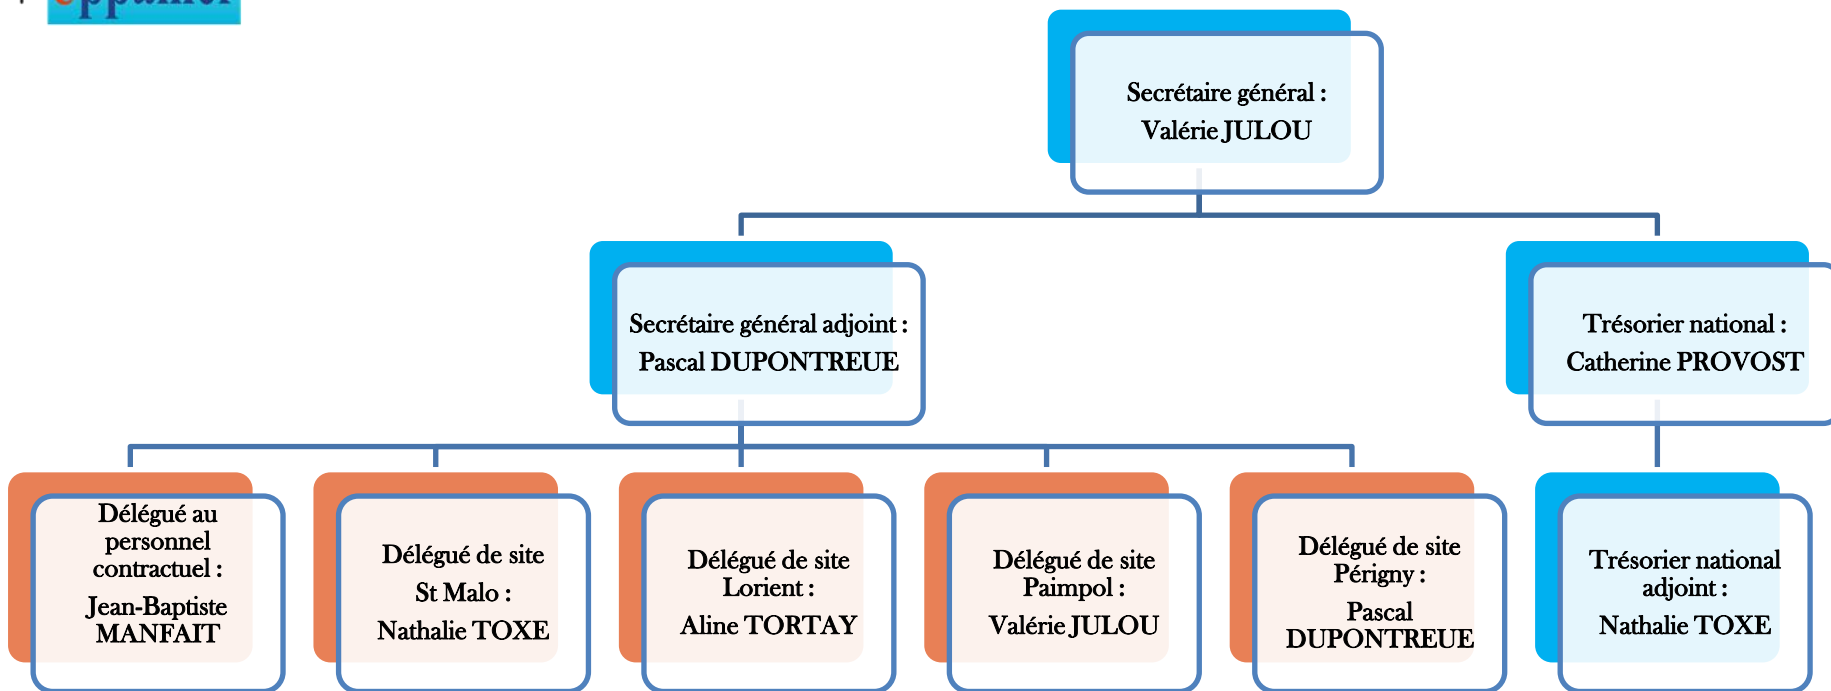 Secrétaire général :
Valérie JULOU
Secrétaire général adjoint :
Pascal DUPONTREUE
Trésorier national :
Catherine PROVOST
Délégué au
personnel
contractuel :
Jean-Baptiste
MANFAIT
Délégué de site
St Malo :
Nathalie TOXE
Délégué de site
Lorient :
Aline TORTAY
Délégué de site
Paimpol :
Valérie JULOU
Délégué de site
Périgny :
Pascal
DUPONTREUE
Trésorier national
adjoint :
Nathalie TOXE